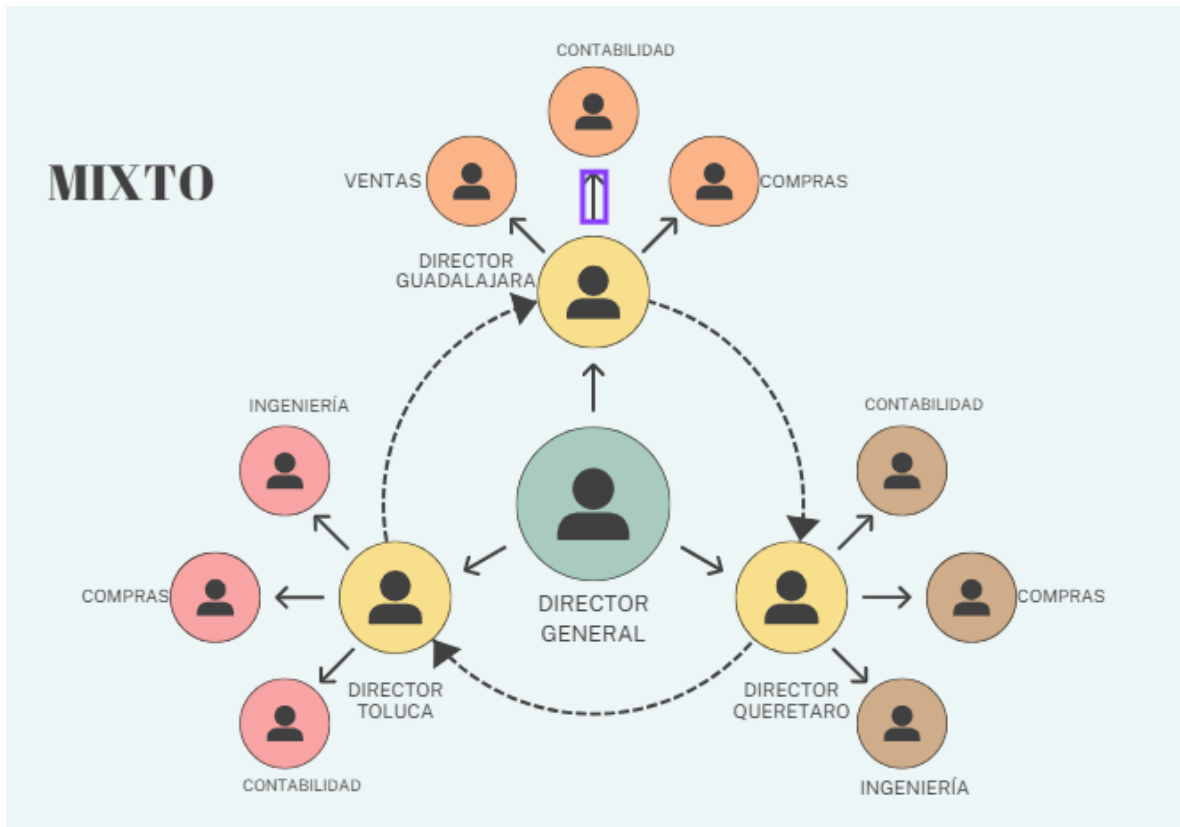 CONTABILIDAD
MIXTO
VENTAS
COMPRAS
DIRECTOR
GUADALAJARA
INGENIERÍA
CONTABILIDAD
COMPRAS
COMPRAS
DIRECTOR
GENERAL
DIRECTOR
TOLUCA
DIRECTOR
QUERETARO
CONTABILIDAD
INGENIERÍA